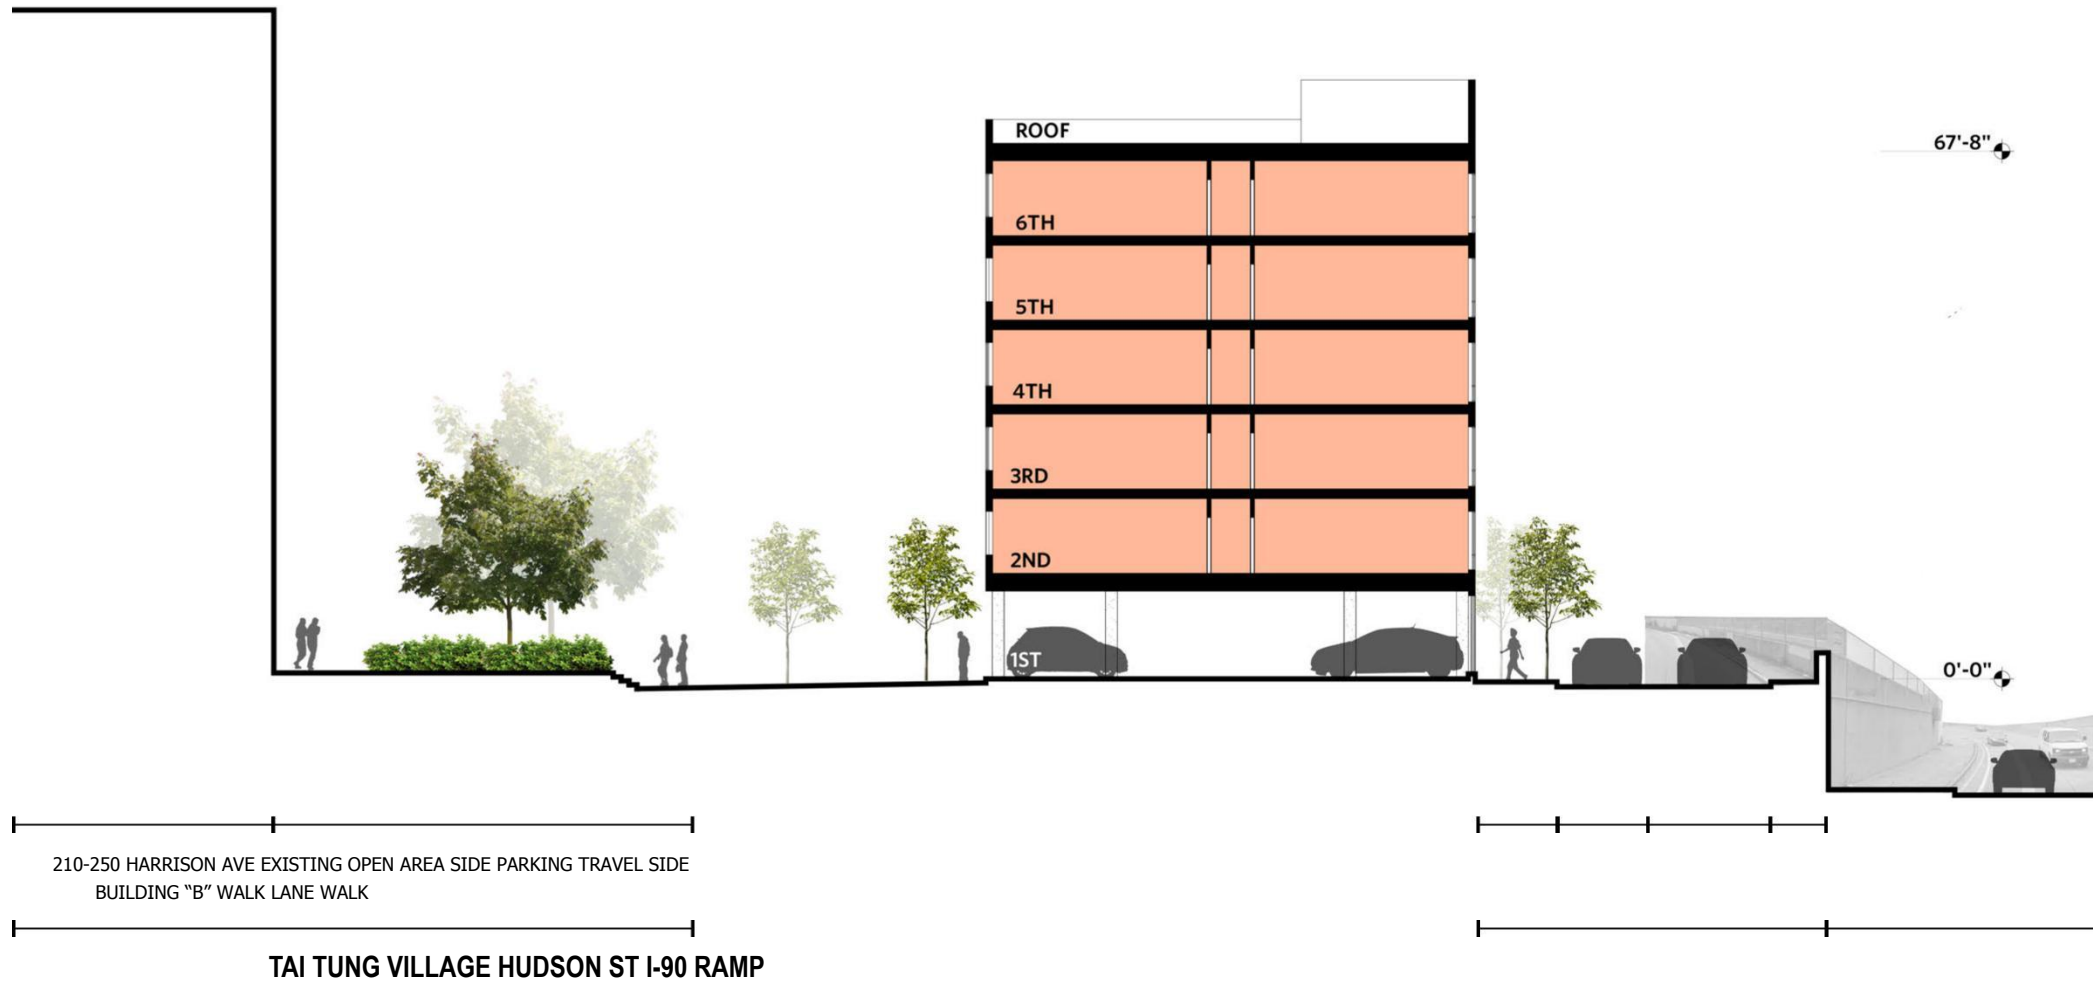 ROOF
67'-8"
6TH
5TH
4TH
3RD
2ND
1ST
0'-0"
210-250 HARRISON AVE EXISTING OPEN AREA SIDE PARKING TRAVEL SIDE
BUILDING “B” WALK LANE WALK
TAI TUNG VILLAGE HUDSON ST I-90 RAMP